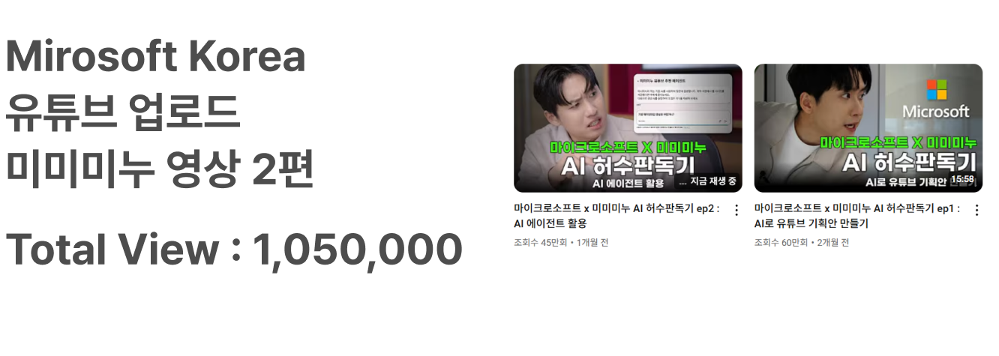 Mirosoft Korea
유튜브 업로드
미미미누 영상 2편
Total View : 1,050,000
마이크로소프트 X 미미미누
AI 허수판독기
AI 에이전트 활용
... 지금 재생 중
마이크로소프트 x 미미미누 AI 허수판독기 ep2 :
AI 에이전트 활용
조회수 45만회 • 1개월 전
Microsoft
마이크로소프트 X 미미미누
AI 허수판독기
AI로 유튜브 기획안
15:58
마이크로소프트 x 미미미누 AI 허수판독기 ep1 :
AI로 유튜브 기획안 만들기
조회수 60만회 • 2개월 전